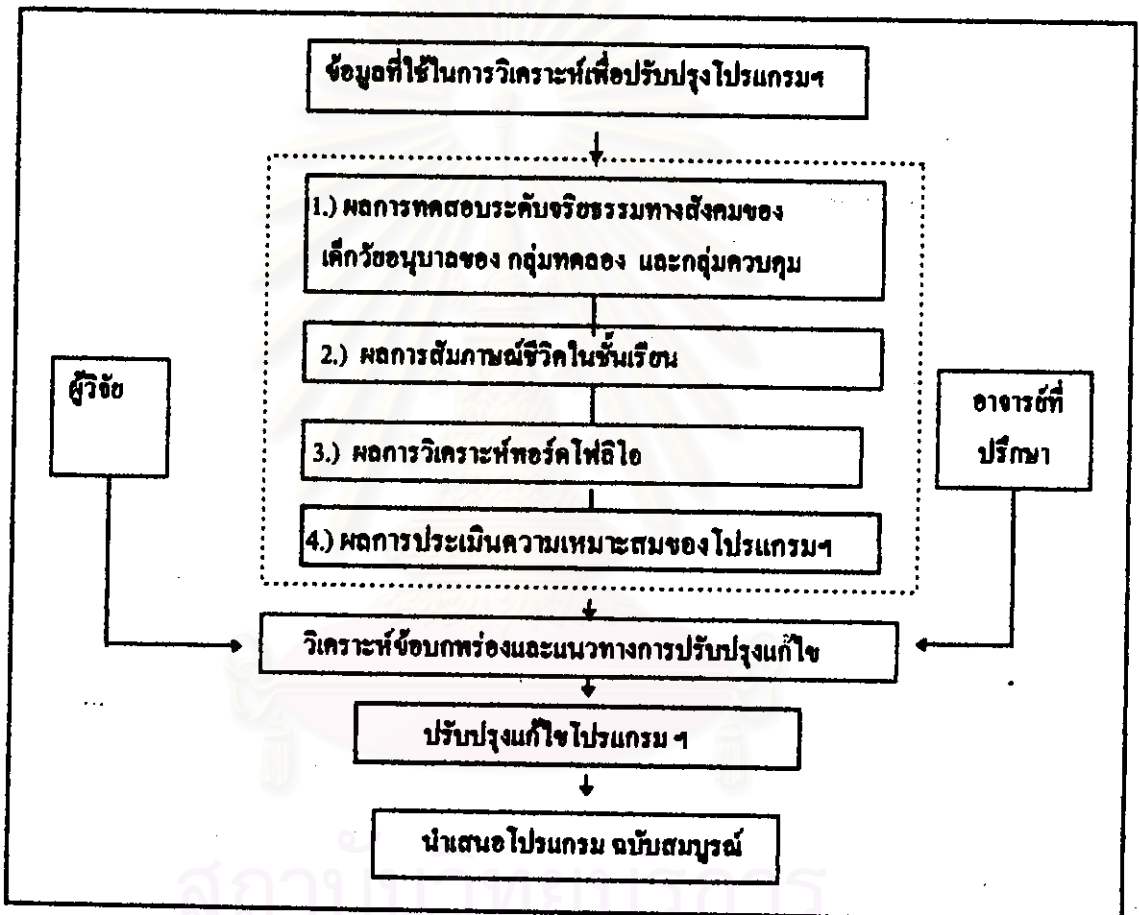 ข้อมูลที่ใช้ในการวิเคราะห์เพื่อปรับปรุงโปรแกรมฯ
1.) ผลการทดสอบระดับจริยธรรมทางสังคมของ
เด็กวัยอนุบาลของ กลุ่มทดลอง และกลุ่มควบคุม
2.) ผลการสัมภาษณ์ชีวิตในชั้นเรียน
ผู้วิจัย
อาจารย์ที่
ปรึกษา
3.) ผลการวิเคราะห์พอร์ตโฟลิโอ
4.) ผลการประเมินความเหมาะสมของโปรแกรมฯ
วิเคราะห์ข้อบกพร่องและแนวทางการปรับปรุงแก้ไข
ปรับปรุงแก้ไขโปรแกรม ฯ
นำเสนอโปรแกรม ฉบับสมบูรณ์
สถาบันวิทยบริการ